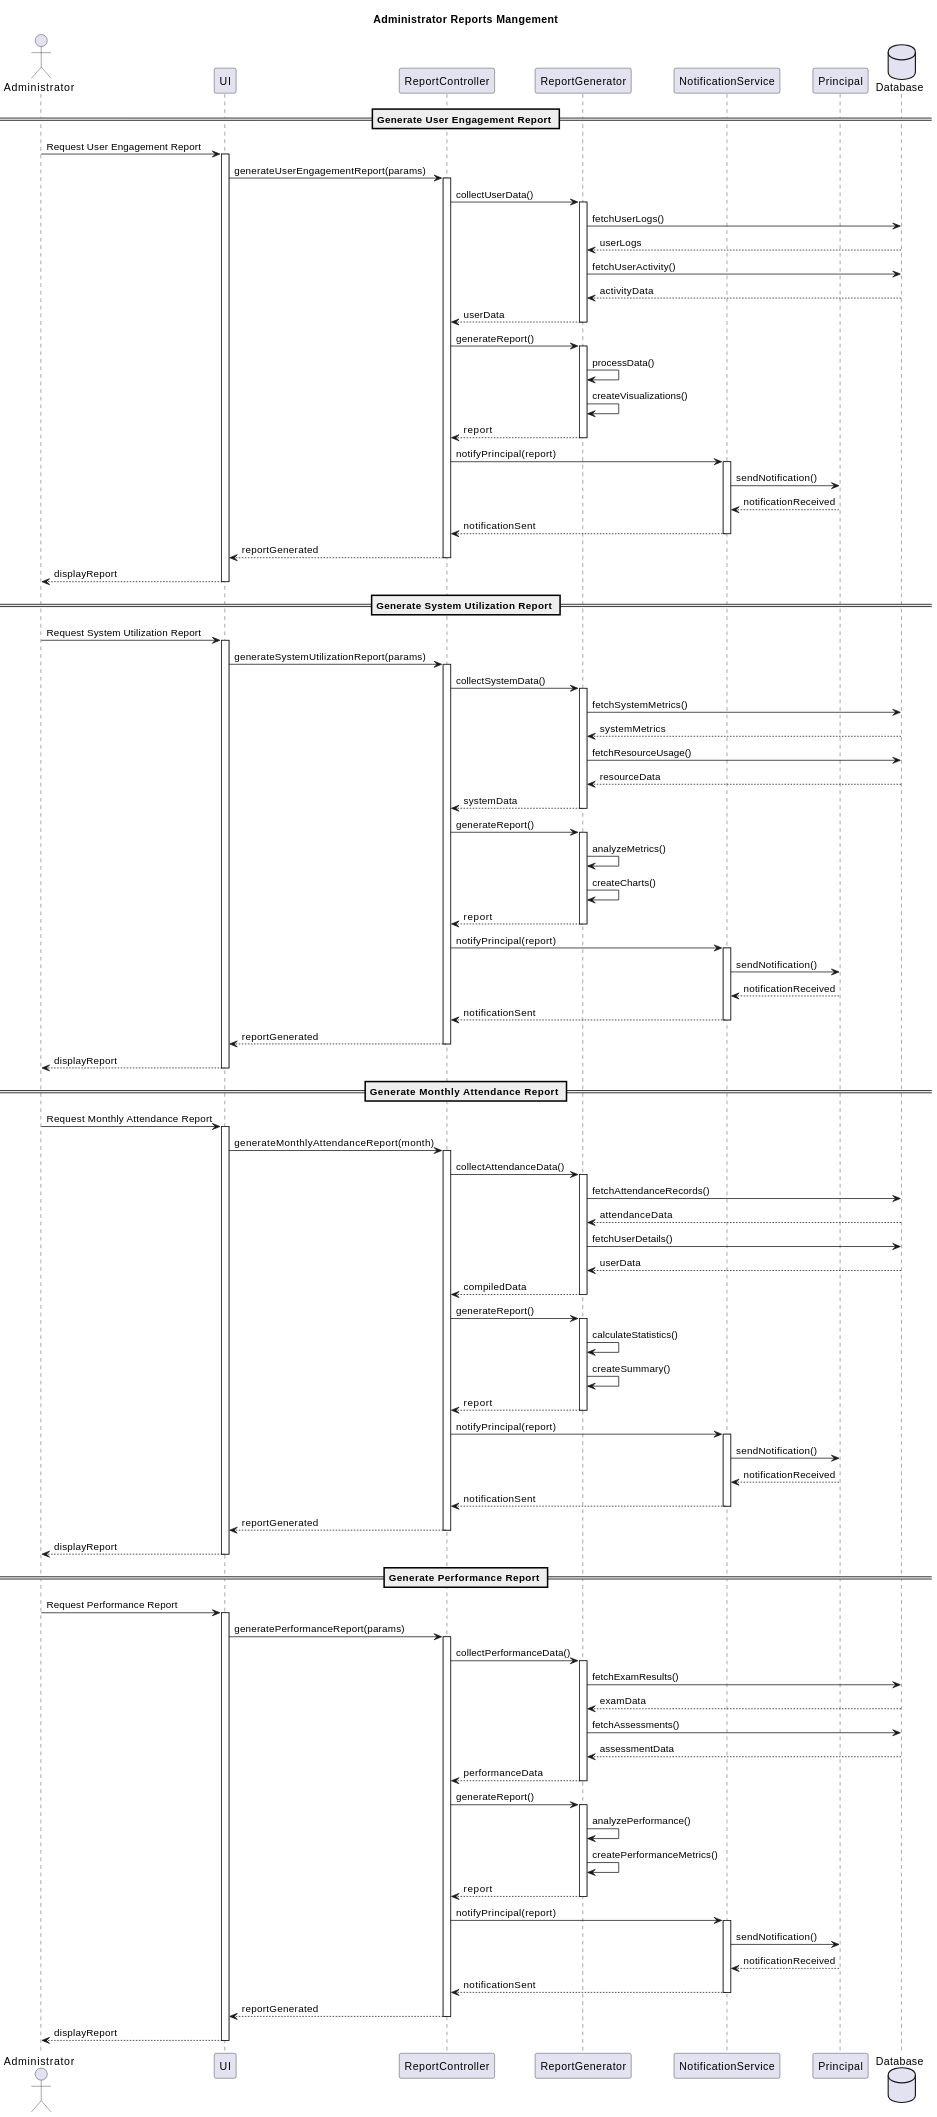 Administrator Reports Mangement
Administrator
UI
ReportController
ReportGenerator
NotificationService
Principal
Database
Generate User Engagement Report
Request User Engagement Report
generateUserEngagementReport(params)
collectUserData()
fetchUserLogs()
userLogs
fetchUserActivity()
activityData
userData
generateReport()
processData()
createVisualizations()
report
notifyPrincipal(report)
sendNotification()
notificationReceived
notificationSent
reportGenerated
displayReport
Generate System Utilization Report
Request System Utilization Report
generateSystemUtilizationReport(params)
collectSystemData()
fetchSystemMetrics()
systemMetrics
fetchResourceUsage()
resourceData
systemData
generateReport()
analyzeMetrics()
createCharts()
report
notifyPrincipal(report)
sendNotification()
notificationReceived
notificationSent
reportGenerated
displayReport
Generate Monthly Attendance Report
Request Monthly Attendance Report
generateMonthlyAttendanceReport(month)
collectAttendanceData()
fetchAttendanceRecords()
attendanceData
fetchUserDetails()
userData
compiledData
generateReport()
calculateStatistics()
createSummary()
report
notifyPrincipal(report)
sendNotification()
notificationReceived
notificationSent
reportGenerated
displayReport
Generate Performance Report
Request Performance Report
generatePerformanceReport(params)
collectPerformanceData()
fetchExamResults()
examData
fetchAssessments()
assessmentData
performanceData
generateReport()
analyzePerformance()
createPerformanceMetrics()
report
notifyPrincipal(report)
sendNotification()
notificationReceived
notificationSent
reportGenerated
displayReport
Administrator
UI
ReportController
ReportGenerator
NotificationService
Principal
Database